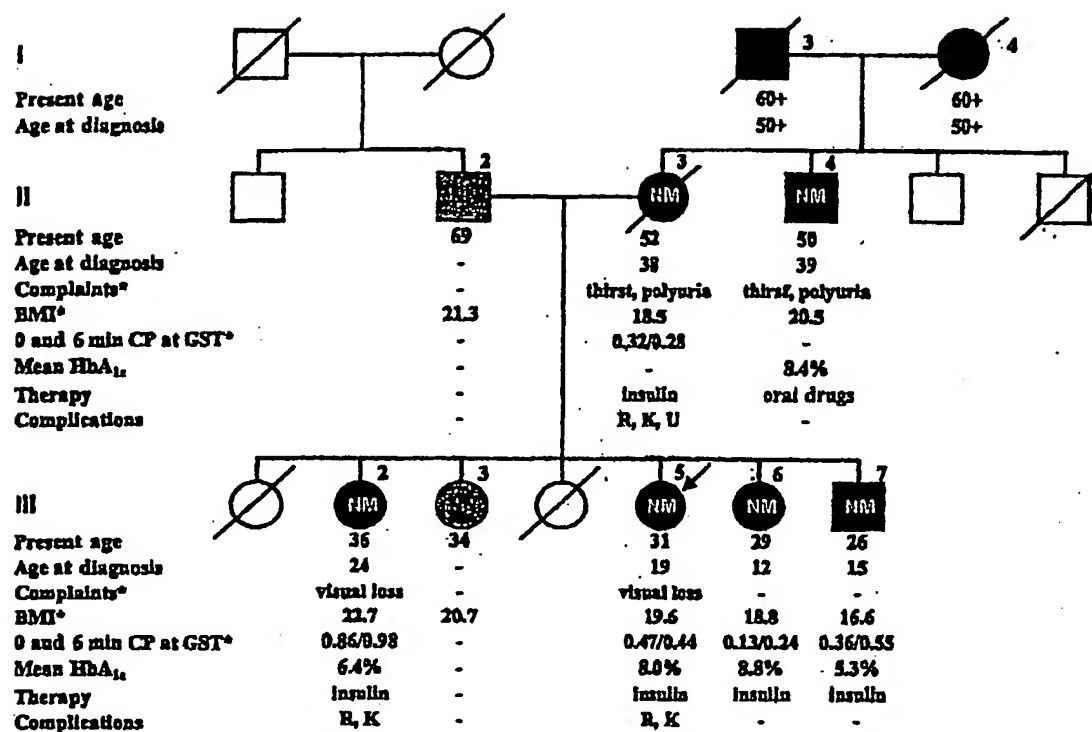 I
3 4
Present age 60+ 60+
Age at diagnosis 50+ 50+
II
2 3 4
NM NM
Present age 69 52 50
Age at diagnosis - 38 39
Complaints* - thirst, polyuria thirst, polyuria
BMI* 21.3 18.5 20.5
0 and 6 min CP at GST* - 0.32/0.28 -
Mean HbA1c - - 8.4%
Therapy - insulin oral drugs
Complications - R, K, U -
III
2 3 5 6 7
NM NM NM NM
Present age 36 34 31 29 26
Age at diagnosis 24 - 19 12 15
Complaints* visual loss - visual loss - -
BMI* 22.7 20.7 19.6 18.8 16.6
0 and 6 min CP at GST* 0.86/0.98 - 0.47/0.44 0.13/0.24 0.36/0.55
Mean HbA1c 6.4% - 8.0% 8.8% 5.3%
Therapy insulin - insulin insulin insulin
Complications R, K - R, K - -